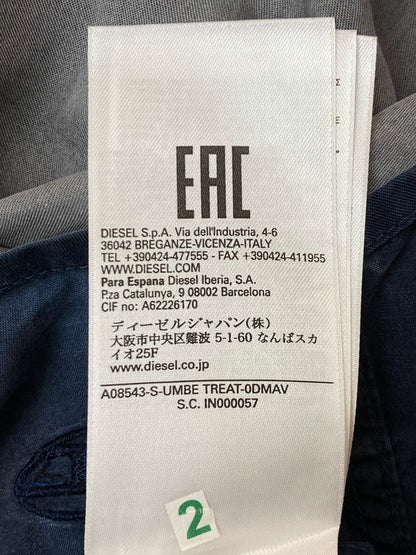 EAC
DIESEL S.p.A. Via dell'Industria, 4-6
36042 BREGANZE-VICENZA-ITALY
TEL +390424-477555 - FAX +390424-411955
WWW.DIESEL.COM
Para Espana Diesel Iberia, S.A.
P.za Catalunya, 9 08002 Barcelona
CIF no: A62226170
ディーゼルジャパン(株)
大阪市中央区難波 5-1-60 なんばスカ
イオ25F
www.diesel.co.jp
A08543-S-UMBE TREAT-0DMAV
S.C. IN000057
2